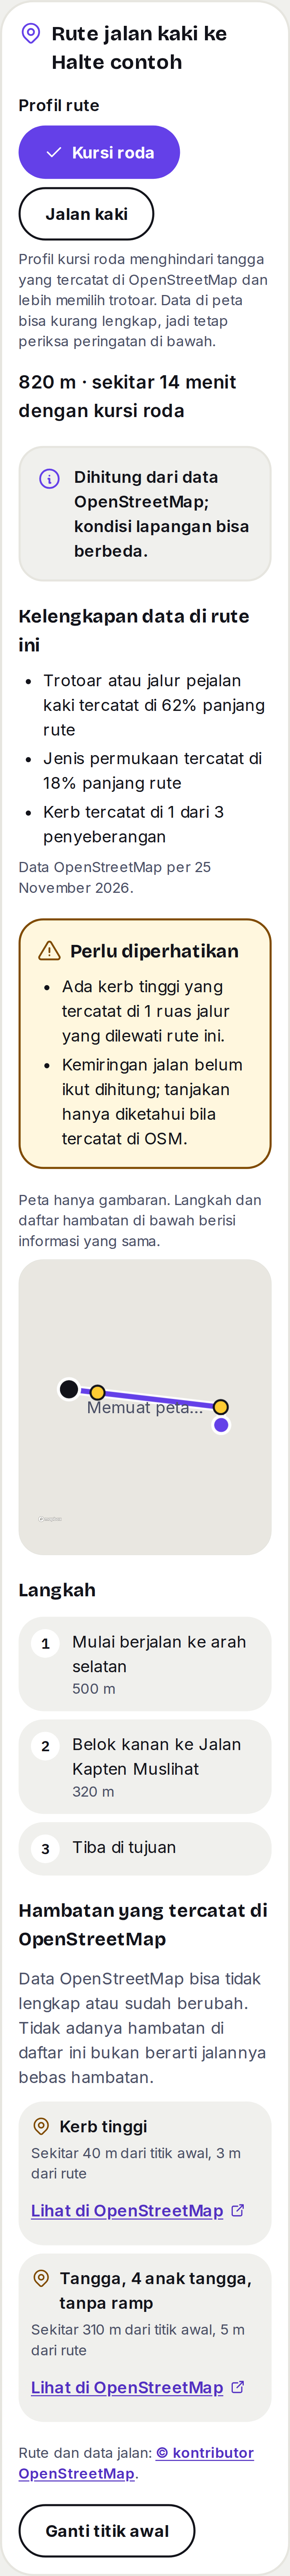 Rute jalan kaki ke
Halte contoh
Profil rute
Kursi roda
Jalan kaki
Profil kursi roda menghindari tangga
yang tercatat di OpenStreetMap dan
lebih memilih trotoar. Data di peta
bisa kurang lengkap, jadi tetap
periksa peringatan di bawah.
820 m · sekitar 14 menit
dengan kursi roda
Dihitung dari data
OpenStreetMap;
kondisi lapangan bisa
berbeda.
Kelengkapan data di rute
ini
• Trotoar atau jalur pejalan
kaki tercatat di 62% panjang
rute
• Jenis permukaan tercatat di
18% panjang rute
• Kerb tercatat di 1 dari 3
penyeberangan
Data OpenStreetMap per 25
November 2026.
Perlu diperhatikan
• Ada kerb tinggi yang
tercatat di 1 ruas jalur
yang dilewati rute ini.
• Kemiringan jalan belum
ikut dihitung; tanjakan
hanya diketahui bila
tercatat di OSM.
Peta hanya gambaran. Langkah dan
daftar hambatan di bawah berisi
informasi yang sama.
Memuat peta...
Langkah
1 Mulai berjalan ke arah
selatan
500 m
2 Belok kanan ke Jalan
Kapten Muslihat
320 m
3 Tiba di tujuan
Hambatan yang tercatat di
OpenStreetMap
Data OpenStreetMap bisa tidak
lengkap atau sudah berubah.
Tidak adanya hambatan di
daftar ini bukan berarti jalannya
bebas hambatan.
Kerb tinggi
Sekitar 40 m dari titik awal, 3 m
dari rute
Lihat di OpenStreetMap
Tangga, 4 anak tangga,
tanpa ramp
Sekitar 310 m dari titik awal, 5 m
dari rute
Lihat di OpenStreetMap
Rute dan data jalan: © kontributor
OpenStreetMap.
Ganti titik awal